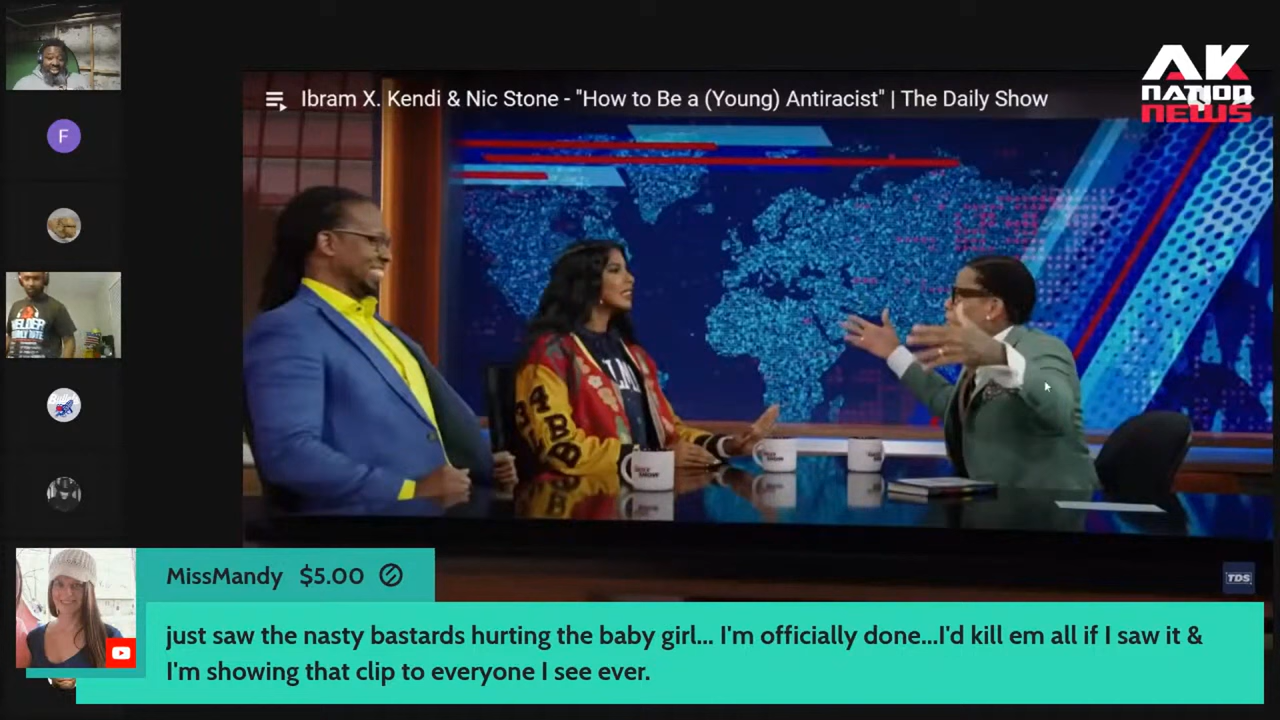 Ibram X. Kendi & Nic Stone - "How to Be a (Young) Antiracist" | The Daily Show
AK
NATION
NEWS
F
TDS
MissMandy $5.00
just saw the nasty bastards hurting the baby girl... I'm officially done...I'd kill em all if I saw it &
I'm showing that clip to everyone I see ever.